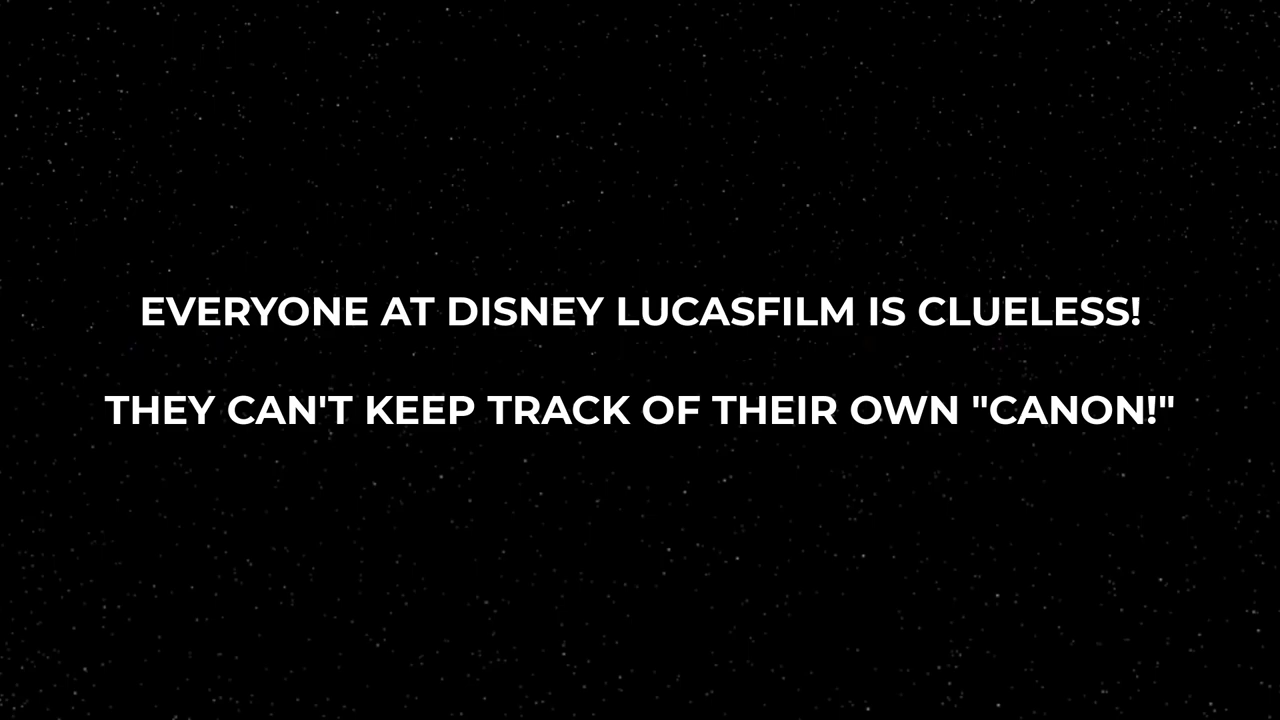 EVERYONE AT DISNEY LUCASFILM IS CLUELESS!
THEY CAN'T KEEP TRACK OF THEIR OWN "CANON!"